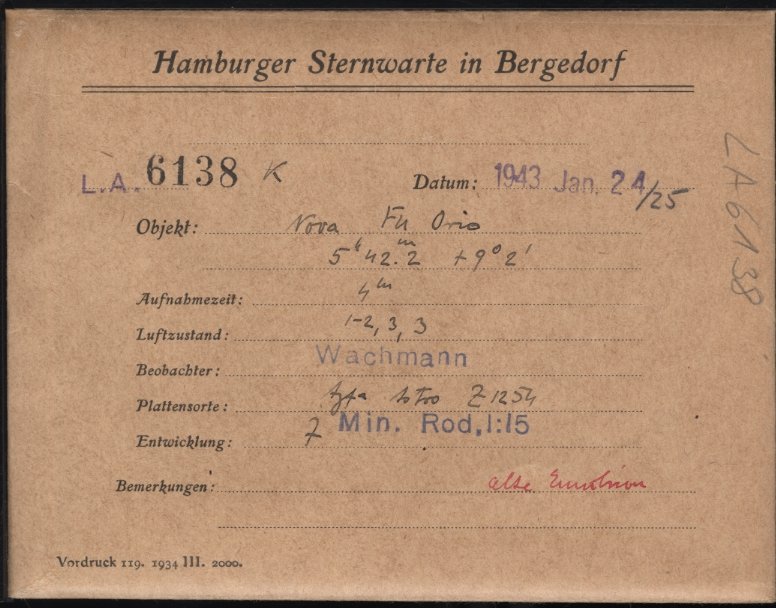 Hamburger Sternwarte in Bergedorf
L.A. 6138 K
Datum: 1943 Jan. 24/25
Objekt: Nova FU Orio
5h 42.m2 +9° 2'
Aufnahmezeit: 4m
Luftzustand: 1-2, 3, 3
Beobachter: Wachmann
Plattensorte: Agfa Astro Z 1254
Entwicklung: 7 Min. Rod. 1:15
Bemerkungen: alte Emulsion
Vordruck 119. 1934 III. 2000.
LA 6138